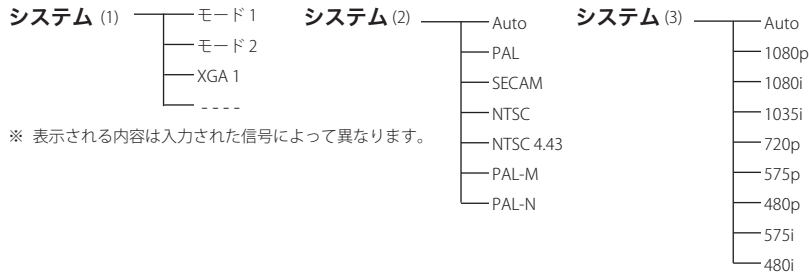 システム (1)
モード 1
モード 2
XGA 1
- - - -
※ 表示される内容は入力された信号によって異なります。
システム (2)
Auto
PAL
SECAM
NTSC
NTSC 4.43
PAL-M
PAL-N
システム (3)
Auto
1080p
1080i
1035i
720p
575p
480p
575i
480i